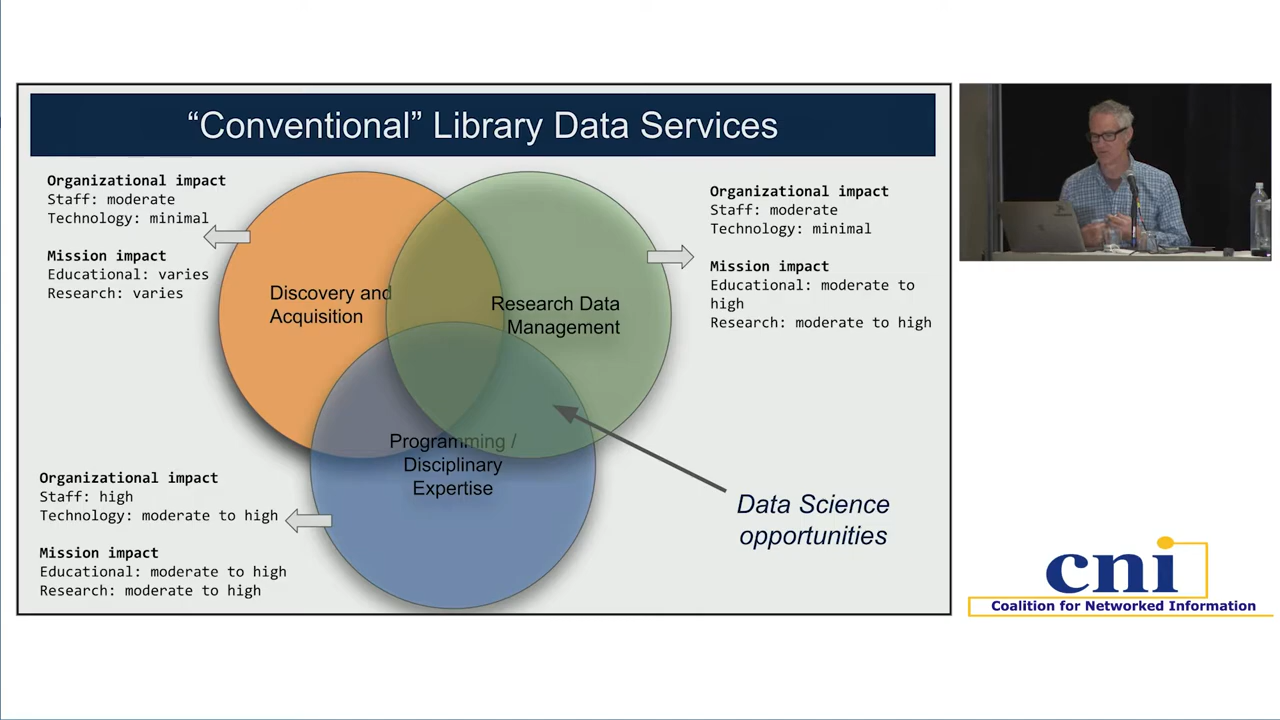 “Conventional” Library Data Services
Organizational impact
Staff: moderate
Technology: minimal
Mission impact
Educational: varies
Research: varies
Discovery and
Acquisition
Research Data
Management
Organizational impact
Staff: moderate
Technology: minimal
Mission impact
Educational: moderate to
high
Research: moderate to high
Programming /
Disciplinary
Expertise
Organizational impact
Staff: high
Technology: moderate to high
Mission impact
Educational: moderate to high
Research: moderate to high
Data Science
opportunities
cni
Coalition for Networked Information